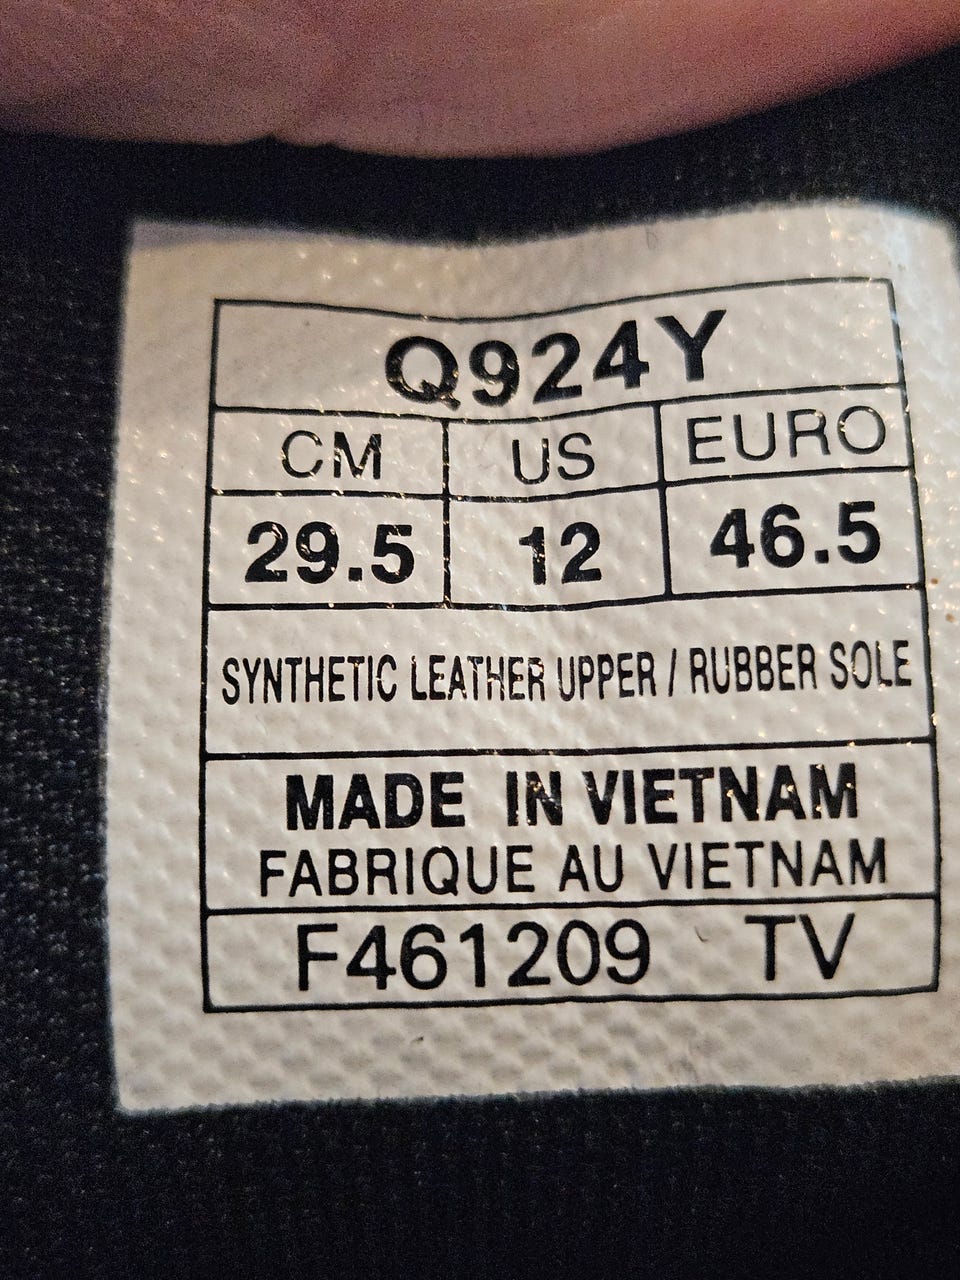 Q924Y
CM US EURO
29.5 12 46.5
SYNTHETIC LEATHER UPPER / RUBBER SOLE
MADE IN VIETNAM
FABRIQUE AU VIETNAM
F461209 TV